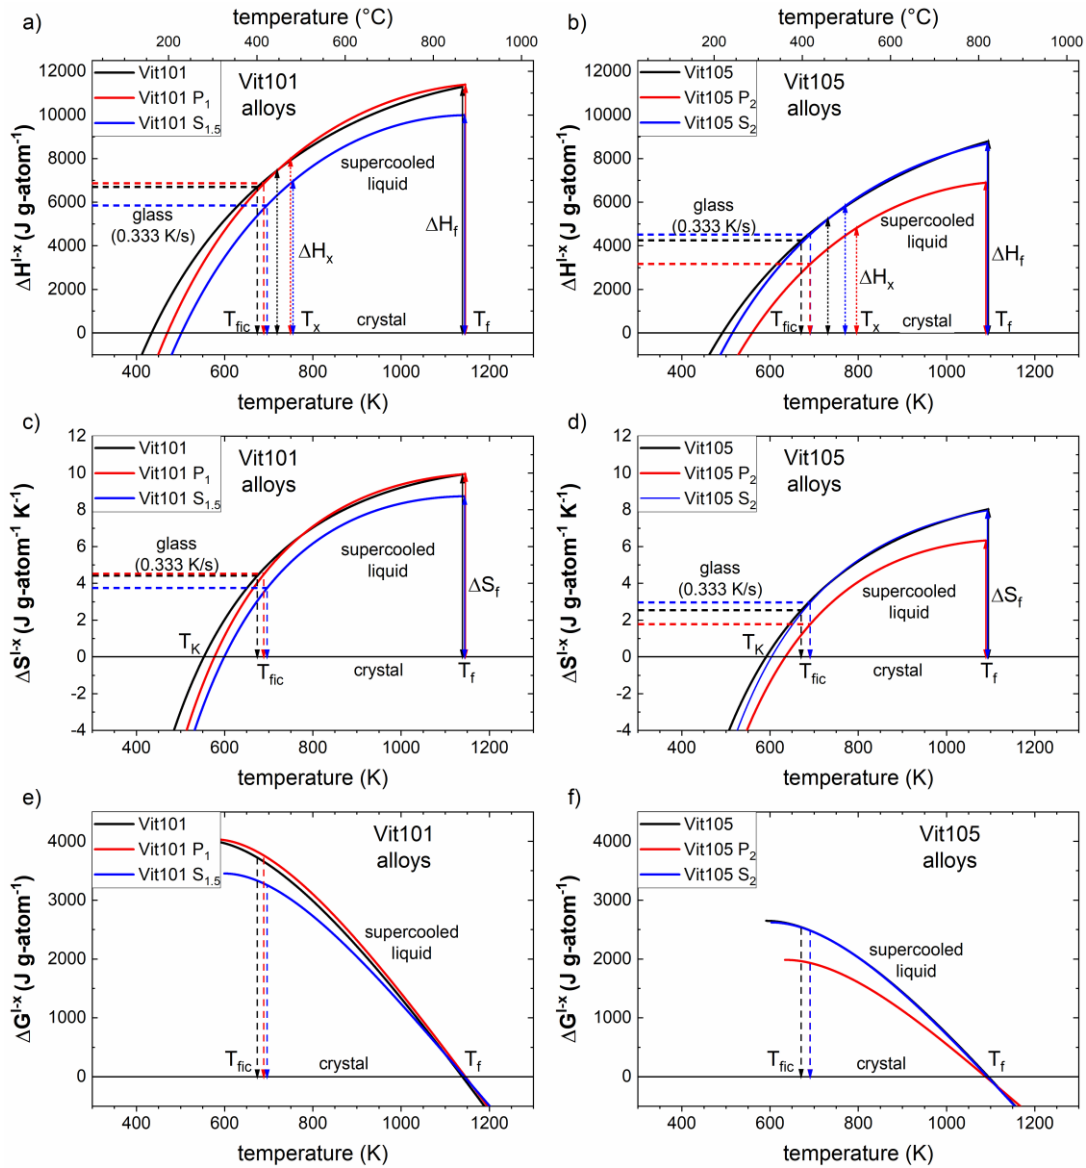 a)
temperature (°C)
0 200 400 600 800 1000
Vit101
Vit101 P1
Vit101 S1.5
Vit101
alloys
12000
10000
8000
6000
4000
2000
0
ΔHl-x (J g-atom-1)
glass
(0.333 K/s)
supercooled
liquid
ΔHf
ΔHx
Tfic
Tx
crystal
Tf
400 600 800 1000 1200
temperature (K)
b)
temperature (°C)
0 200 400 600 800 1000
Vit105
Vit105 P2
Vit105 S2
Vit105
alloys
12000
10000
8000
6000
4000
2000
0
ΔHl-x (J g-atom-1)
glass
(0.333 K/s)
supercooled
liquid
ΔHf
ΔHx
Tfic
Tx
crystal
Tf
400 600 800 1000 1200
temperature (K)
c)
Vit101
Vit101 P1
Vit101 S1.5
Vit101
alloys
12
10
8
6
4
2
0
-2
-4
ΔSl-x (J g-atom-1 K-1)
glass
(0.333 K/s)
supercooled
liquid
ΔSf
TK
Tfic
crystal
Tf
400 600 800 1000 1200
temperature (K)
d)
Vit105
Vit105 P2
Vit105 S2
Vit105
alloys
12
10
8
6
4
2
0
-2
-4
ΔSl-x (J g-atom-1 K-1)
glass
(0.333 K/s)
supercooled
liquid
ΔSf
TK
Tfic
crystal
Tf
400 600 800 1000 1200
temperature (K)
e)
Vit101
Vit101 P1
Vit101 S1.5
Vit101
alloys
4000
3000
2000
1000
0
ΔGl-x (J g-atom-1)
supercooled
liquid
Tfic
crystal
Tf
400 600 800 1000 1200
temperature (K)
f)
Vit105
Vit105 P2
Vit105 S2
Vit105
alloys
4000
3000
2000
1000
0
ΔGl-x (J g-atom-1)
supercooled
liquid
Tfic
crystal
Tf
400 600 800 1000 1200
temperature (K)